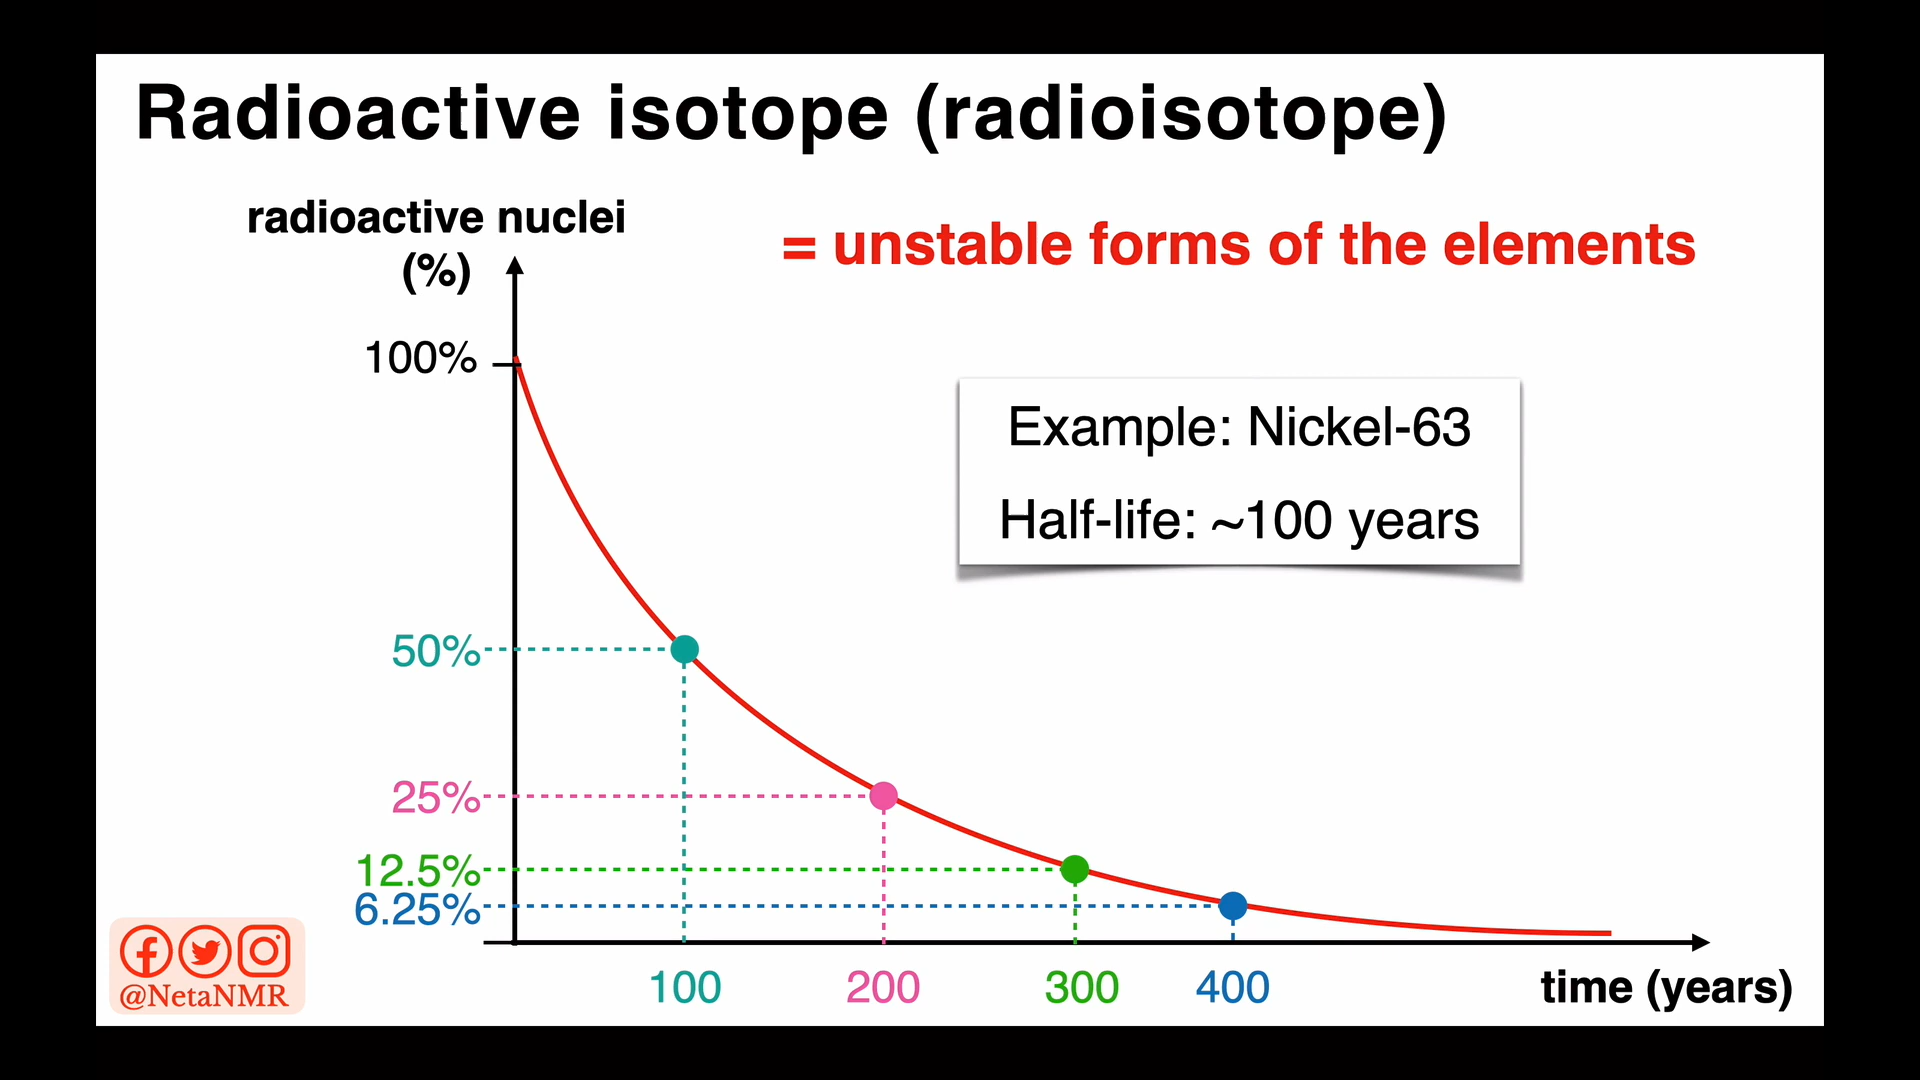 Radioactive isotope (radioisotope)
radioactive nuclei
(%)
= unstable forms of the elements
100%
Example: Nickel-63
Half-life: ~100 years
50%
25%
12.5%
6.25%
100 200 300 400 time (years)
@NetaNMR